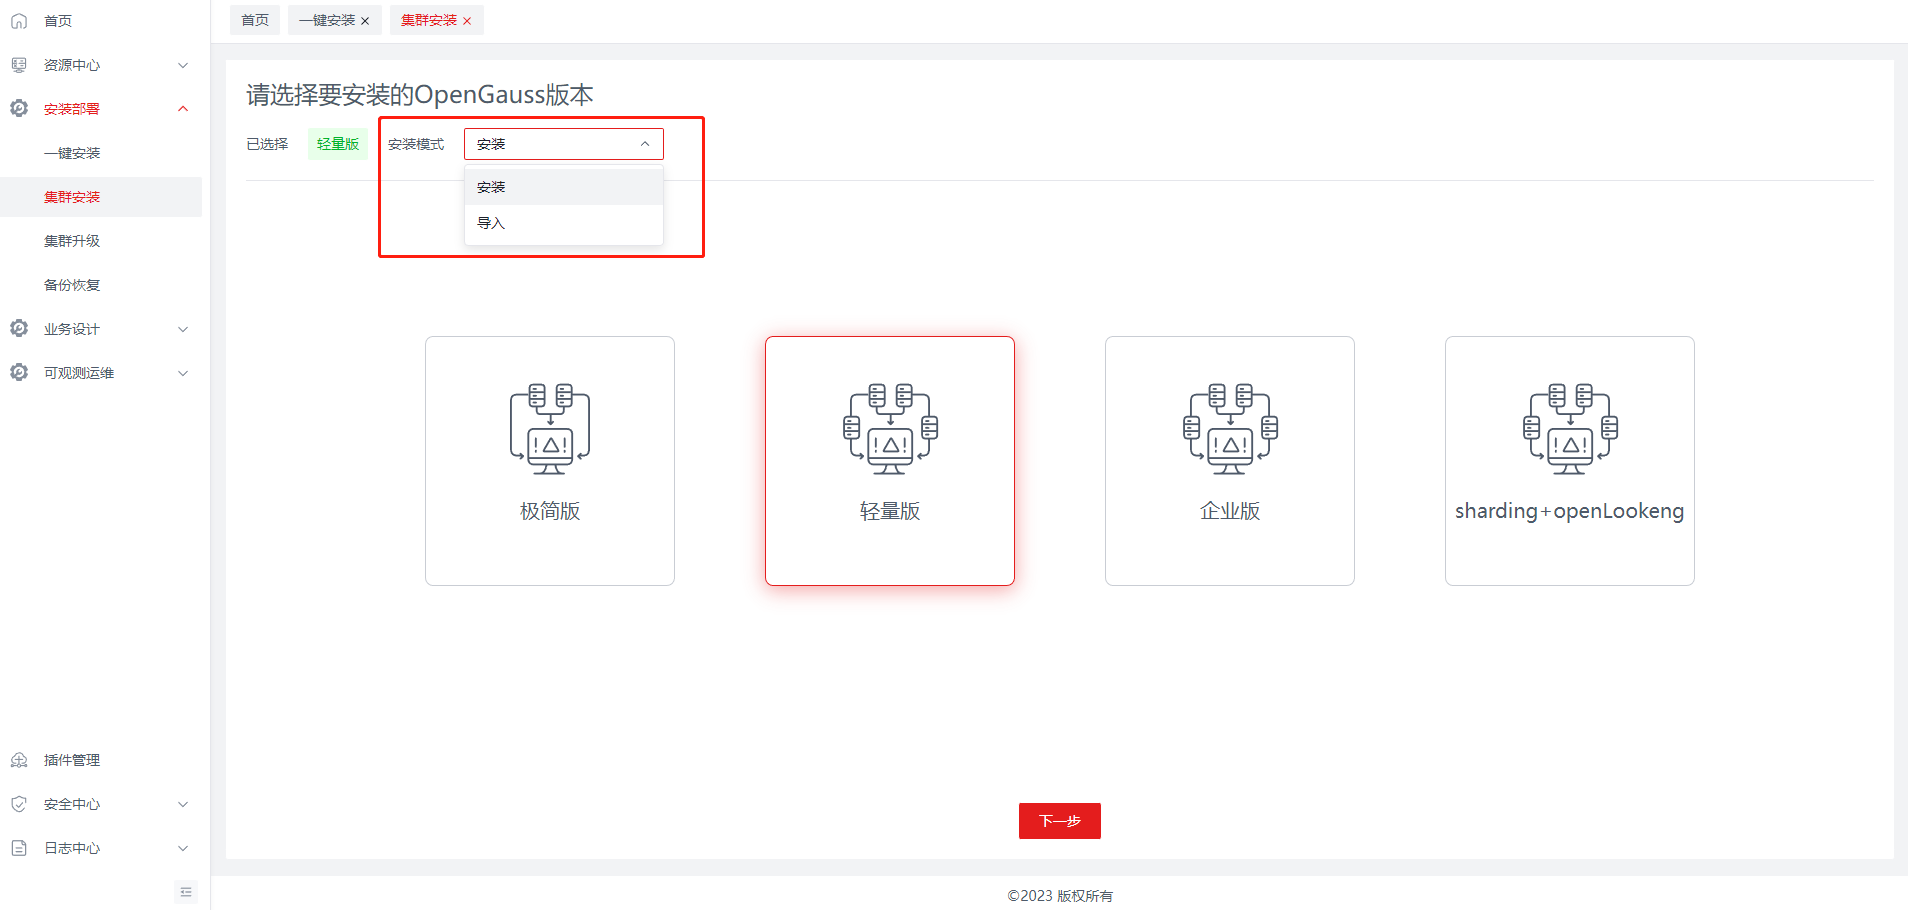 首页
资源中心
安装部署
一键安装
集群安装
集群升级
备份恢复
业务设计
可观测运维
插件管理
安全中心
日志中心
首页 一键安装 × 集群安装 ×
请选择要安装的OpenGauss版本
已选择 轻量版 安装模式 安装
安装
导入
极简版
轻量版
企业版
sharding+openLookeng
下一步
©2023 版权所有